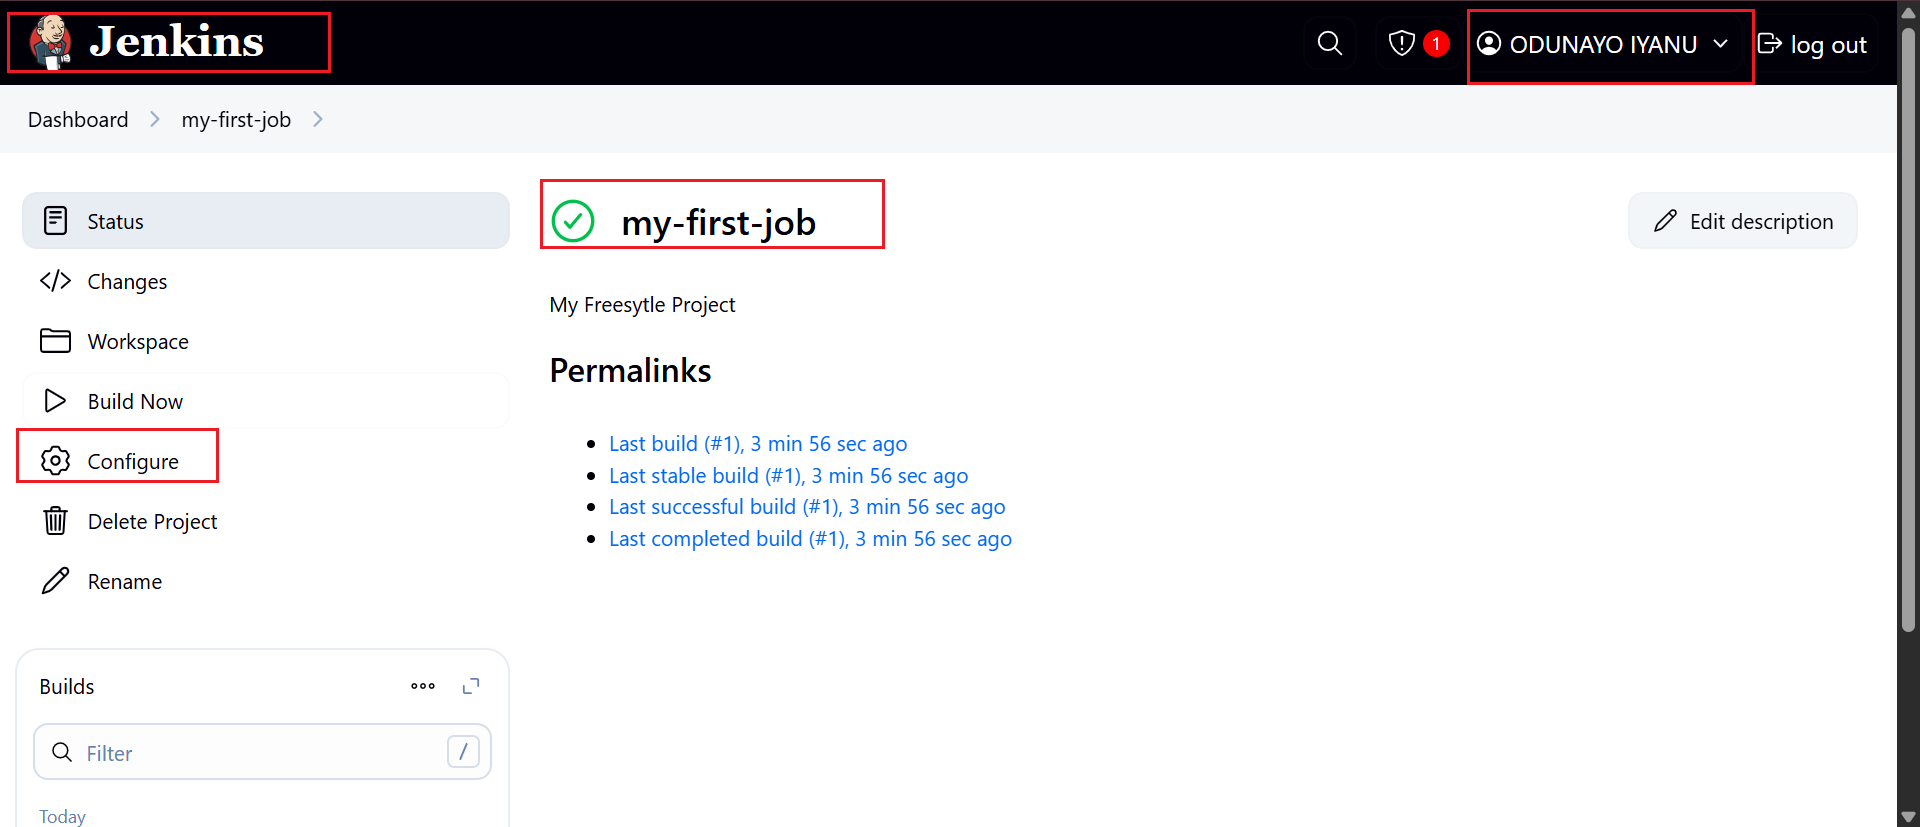 Jenkins
1
ODUNAYO IYANU
log out
Dashboard
my-first-job
Status
Changes
Workspace
Build Now
Configure
Delete Project
Rename
my-first-job
Edit description
My Freesytle Project
Permalinks
Last build (#1), 3 min 56 sec ago
Last stable build (#1), 3 min 56 sec ago
Last successful build (#1), 3 min 56 sec ago
Last completed build (#1), 3 min 56 sec ago
Builds
Filter
/
Today